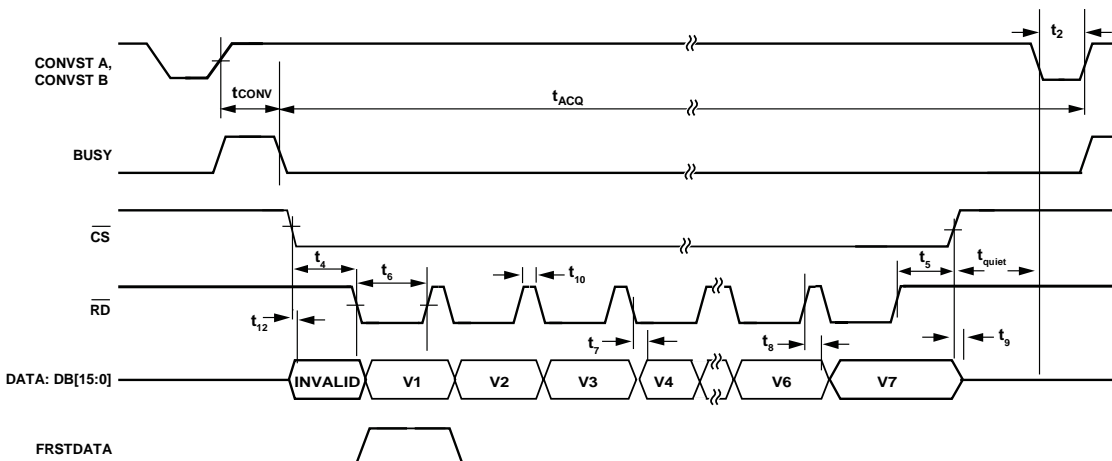 t2
CONVST A,
CONVST B
tCONV
tACQ
BUSY
CS
t4
t6
t10
t5
tquiet
RD
t12
t7
t8
t9
DATA: DB[15:0]
INVALID
V1
V2
V3
V4
V6
V7
FRSTDATA